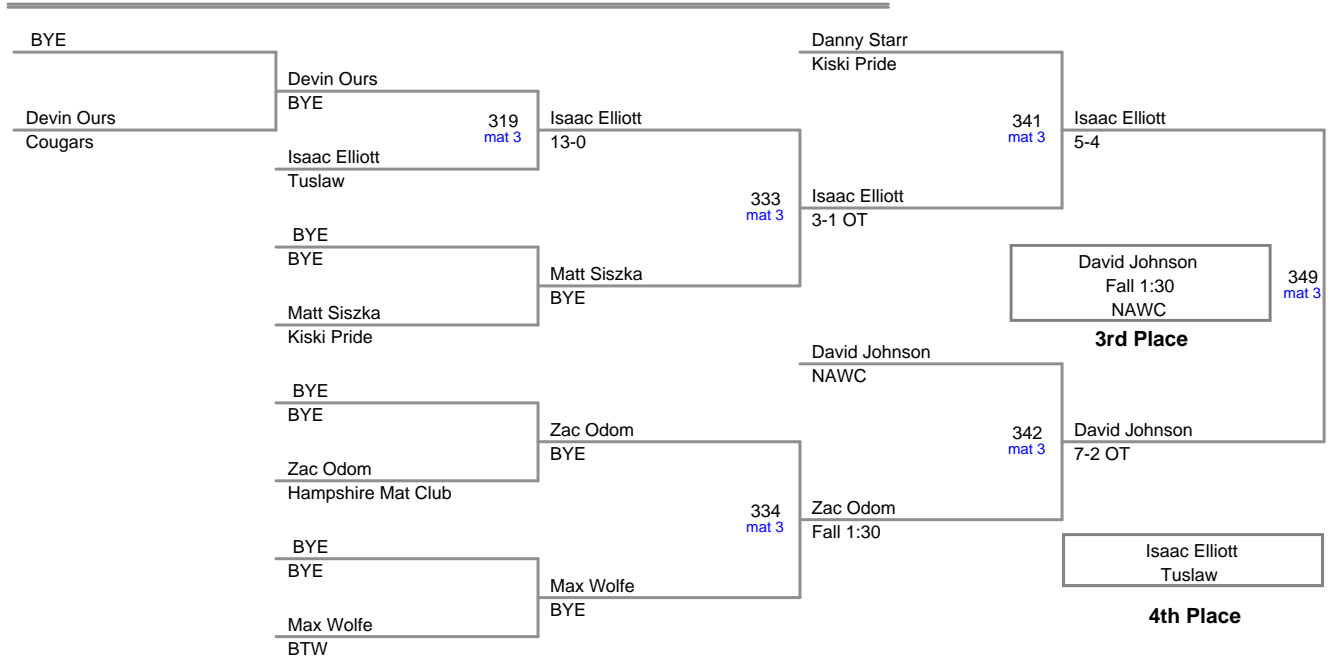 BYE
Devin Ours
Cougars
Devin Ours
BYE
319
mat 3
Isaac Elliott
Tuslaw
BYE
BYE
Matt Siszka
Kiski Pride
BYE
BYE
Zac Odom
Hampshire Mat Club
BYE
BYE
Max Wolfe
BTW
Isaac Elliott
13-0
333
mat 3
Matt Siszka
BYE
Zac Odom
BYE
334
mat 3
Max Wolfe
BYE
Danny Starr
Kiski Pride
341
mat 3
Isaac Elliott
3-1 OT
David Johnson
NAWC
342
mat 3
Zac Odom
Fall 1:30
Isaac Elliott
5-4
David Johnson
Fall 1:30
NAWC
349
mat 3
3rd Place
David Johnson
7-2 OT
Isaac Elliott
Tuslaw
4th Place